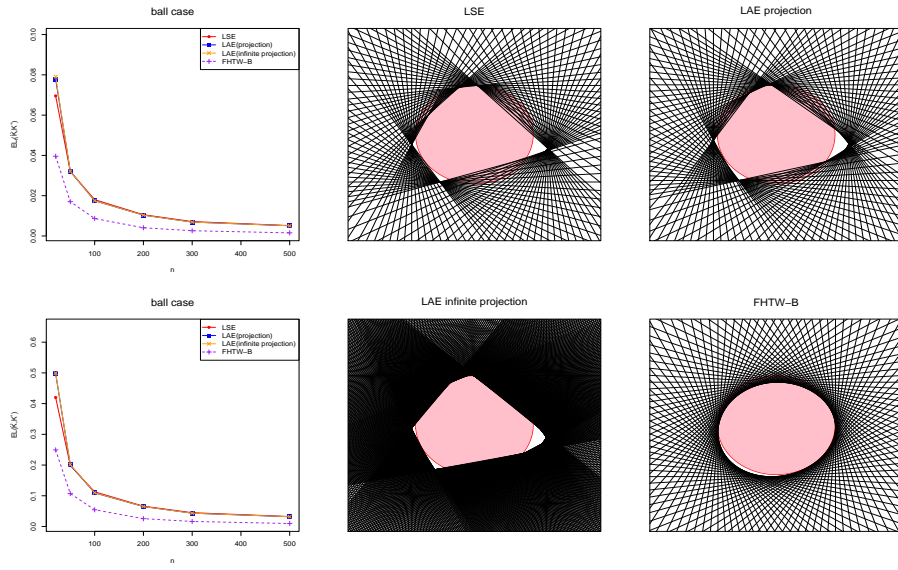 ball case
0.00 0.02 0.04 0.06 0.08 0.10
100 200 300 400 500
n
LSE
LAE(projection)
LAE(infinite projection)
FHTW−B
LSE
LAE projection
ball case
0.0 0.1 0.2 0.3 0.4 0.5 0.6
100 200 300 400 500
n
LSE
LAE(projection)
LAE(infinite projection)
FHTW−B
LAE infinite projection
FHTW−B